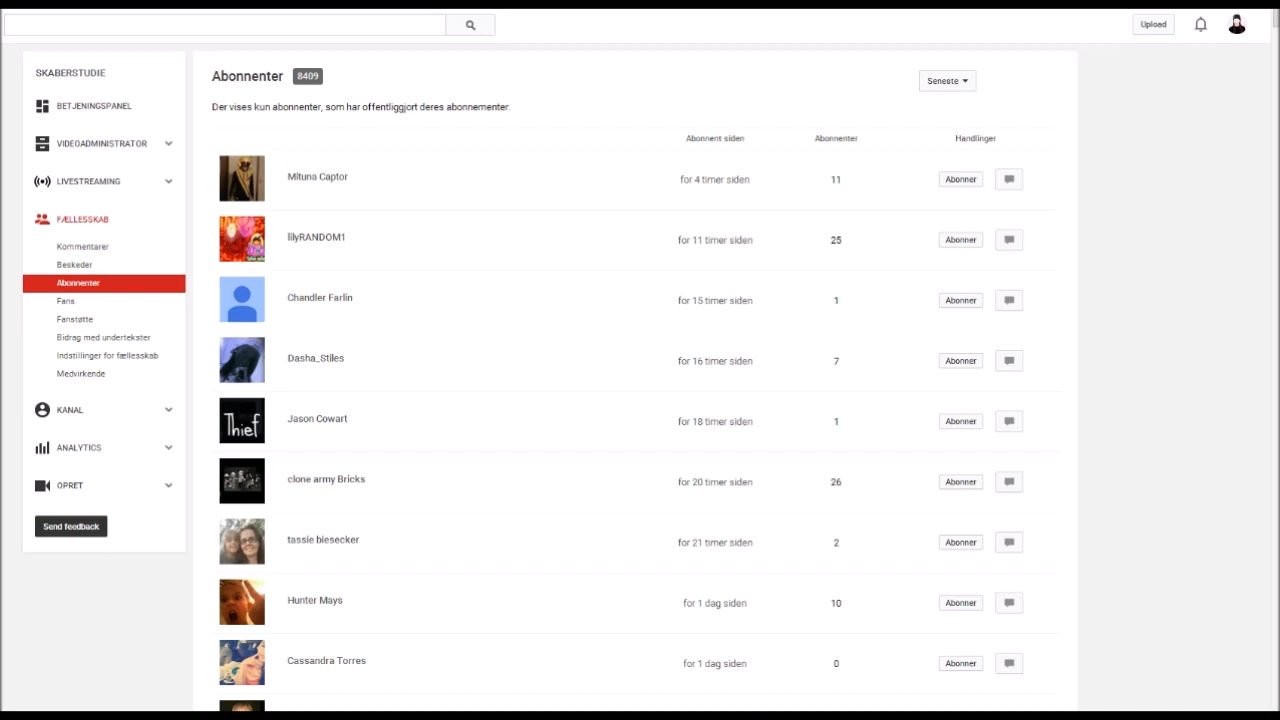 Upload
SKABERSTUDIE
BETJENINGSPANEL
VIDEOADMINISTRATOR
LIVESTREAMING
FÆLLESSKAB
Kommentarer
Beskeder
Abonnenter
Fans
Fanstøtte
Bidrag med undertekster
Indstillinger for fællesskab
Medvirkende
KANAL
ANALYTICS
OPRET
Send feedback
Abonnenter 8409
Seneste
Der vises kun abonnenter, som har offentliggjort deres abonnementer.
Abonnent siden Abonnenter Handlinger
Mituna Captor for 4 timer siden 11 Abonner
lilyRANDOM1 for 11 timer siden 25 Abonner
Chandler Farlin for 15 timer siden 1 Abonner
Dasha_Stiles for 16 timer siden 7 Abonner
Thief Jason Cowart for 18 timer siden 1 Abonner
clone army Bricks for 20 timer siden 26 Abonner
tassie biesecker for 21 timer siden 2 Abonner
Hunter Mays for 1 dag siden 10 Abonner
Cassandra Torres for 1 dag siden 0 Abonner